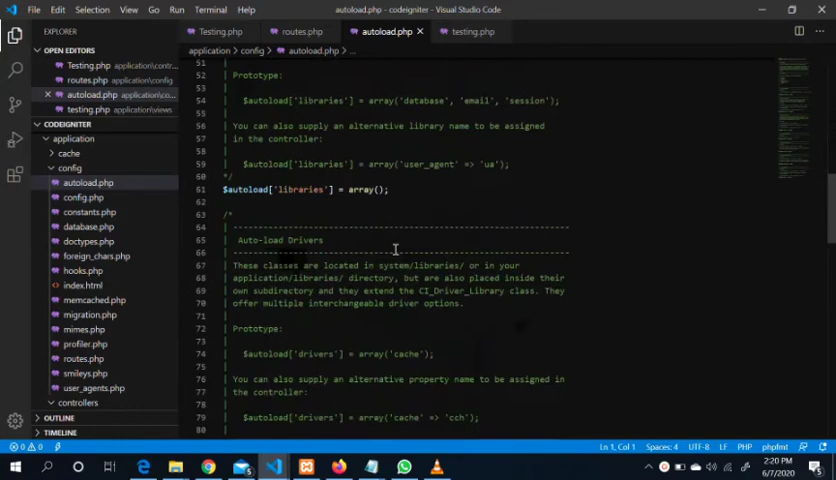 File Edit Selection View Go Run Terminal Help autoload.php - codeigniter - Visual Studio Code
EXPLORER
OPEN EDITORS
Testing.php application\contr...
routes.php application\config
autoload.php application\co...
testing.php application\views
CODEIGNITER
application
cache
config
autoload.php
config.php
constants.php
database.php
doctypes.php
foreign_chars.php
hooks.php
index.html
memcached.php
migration.php
mimes.php
profiler.php
routes.php
smileys.php
user_agents.php
controllers
OUTLINE
TIMELINE
Testing.php routes.php autoload.php testing.php
application > config > autoload.php > ...
51 |
52 | Prototype:
53 |
54 | $autoload['libraries'] = array('database', 'email', 'session');
55 |
56 | You can also supply an alternative library name to be assigned
57 | in the controller:
58 |
59 | $autoload['libraries'] = array('user_agent' => 'ua');
60 */
61 $autoload['libraries'] = array();
62
63 /*
64 | -------------------------------------------------------------------
65 | Auto-load Drivers
66 | -------------------------------------------------------------------
67 | These classes are located in system/libraries/ or in your
68 | application/libraries/ directory, but are also placed inside their
69 | own subdirectory and they extend the CI_Driver_Library class. They
70 | offer multiple interchangeable driver options.
71 |
72 | Prototype:
73 |
74 | $autoload['drivers'] = array('cache');
75 |
76 | You can also supply an alternative property name to be assigned in
77 | the controller:
78 |
79 | $autoload['drivers'] = array('cache' => 'cch');
80 |
0 0 Ln 1, Col 1 Spaces: 4 UTF-8 LF PHP phpfmt
5 2:20 PM
6/7/2020